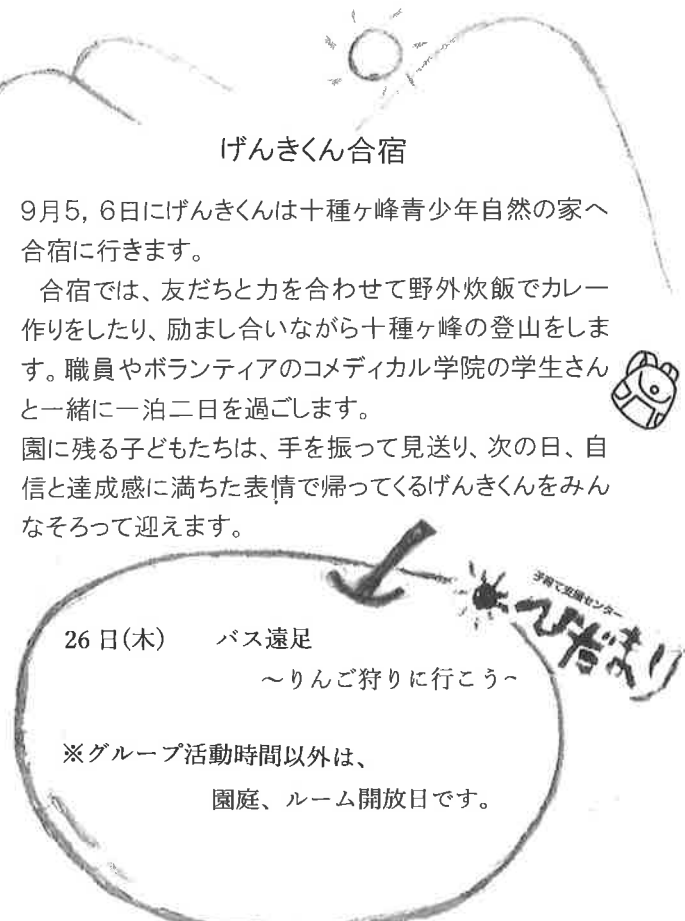 げんきくん合宿
9月5，6日にげんきくんは十種ヶ峰青少年自然の家へ
合宿に行きます。
合宿では、友だちと力を合わせて野外炊飯でカレー
作りをしたり、励まし合いながら十種ヶ峰の登山をしま
す。職員やボランティアのコメディカル学院の学生さん
と一緒に一泊二日を過ごします。
園に残る子どもたちは、手を振って見送り、次の日、自
信と達成感に満ちた表情で帰ってくるげんきくんをみん
なそろって迎えます。
子育て支援センター
26日(木)　バス遠足
～りんご狩りに行こう~
※グループ活動時間以外は、
園庭、ルーム開放日です。